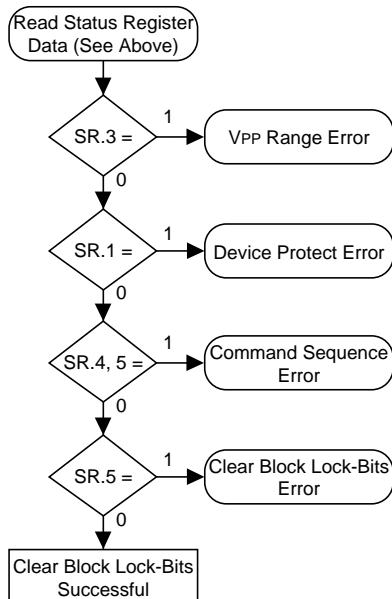 Read Status Register
Data (See Above)
SR.3 =
1
VPP Range Error
0
SR.1 =
1
Device Protect Error
0
SR.4, 5 =
1
Command Sequence
Error
0
SR.5 =
1
Clear Block Lock-Bits
Error
0
Clear Block Lock-Bits
Successful